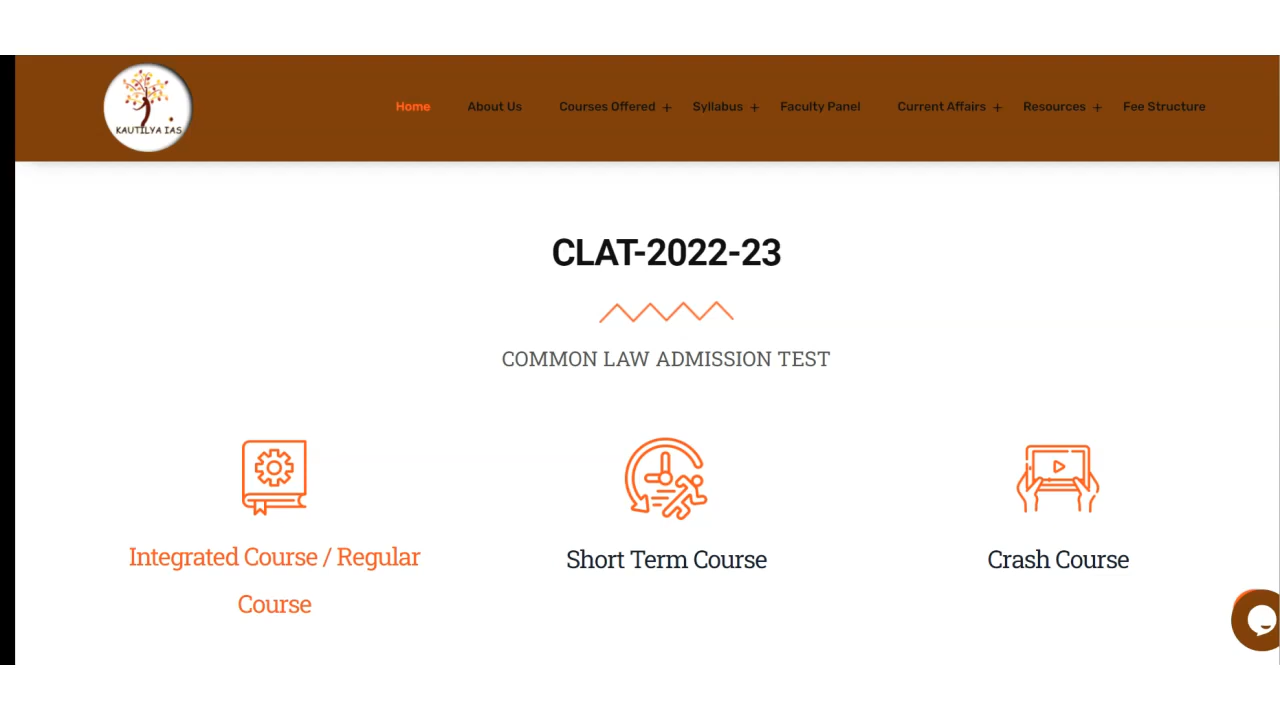 KAUTILYA IAS
Home About Us Courses Offered + Syllabus + Faculty Panel Current Affairs + Resources + Fee Structure
CLAT-2022-23
COMMON LAW ADMISSION TEST
Integrated Course / Regular
Course
Short Term Course
Crash Course